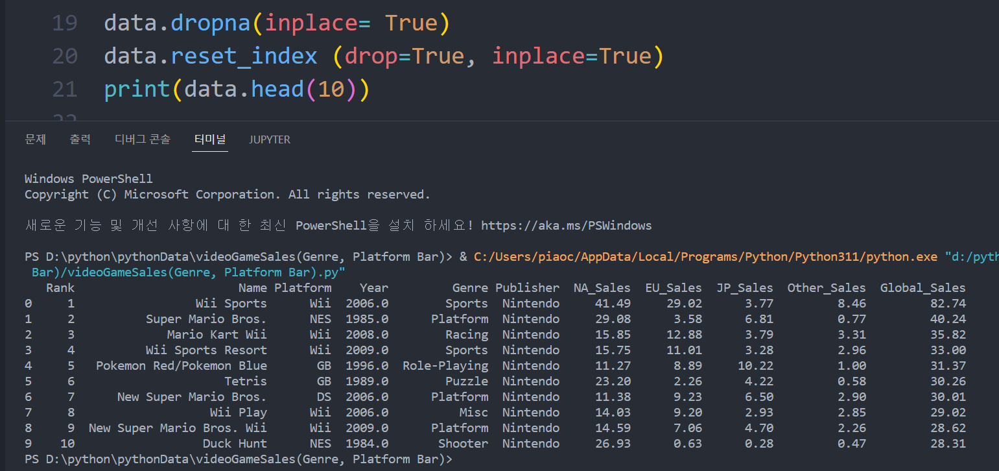 19 data.dropna(inplace= True)
20 data.reset_index (drop=True, inplace=True)
21 print(data.head(10))
문제 출력 디버그 콘솔 터미널 JUPYTER
Windows PowerShell
Copyright (C) Microsoft Corporation. All rights reserved.
새로운 기능 및 개선 사항에 대 한 최신 PowerShell을 설치 하세요! https://aka.ms/PSWindows
PS D:\python\pythonData\videoGameSales(Genre, Platform Bar)> & C:/Users/piaoc/AppData/Local/Programs/Python/Python311/python.exe "d:/pyth
Bar)/videoGameSales(Genre, Platform Bar).py"
Rank Name Platform Year Genre Publisher NA_Sales EU_Sales JP_Sales Other_Sales Global_Sales
0 1 Wii Sports Wii 2006.0 Sports Nintendo 41.49 29.02 3.77 8.46 82.74
1 2 Super Mario Bros. NES 1985.0 Platform Nintendo 29.08 3.58 6.81 0.77 40.24
2 3 Mario Kart Wii Wii 2008.0 Racing Nintendo 15.85 12.88 3.79 3.31 35.82
3 4 Wii Sports Resort Wii 2009.0 Sports Nintendo 15.75 11.01 3.28 2.96 33.00
4 5 Pokemon Red/Pokemon Blue GB 1996.0 Role-Playing Nintendo 11.27 8.89 10.22 1.00 31.37
5 6 Tetris GB 1989.0 Puzzle Nintendo 23.20 2.26 4.22 0.58 30.26
6 7 New Super Mario Bros. DS 2006.0 Platform Nintendo 11.38 9.23 6.50 2.90 30.01
7 8 Wii Play Wii 2006.0 Misc Nintendo 14.03 9.20 2.93 2.85 29.02
8 9 New Super Mario Bros. Wii Wii 2009.0 Platform Nintendo 14.59 7.06 4.70 2.26 28.62
9 10 Duck Hunt NES 1984.0 Shooter Nintendo 26.93 0.63 0.28 0.47 28.31
PS D:\python\pythonData\videoGameSales(Genre, Platform Bar)>